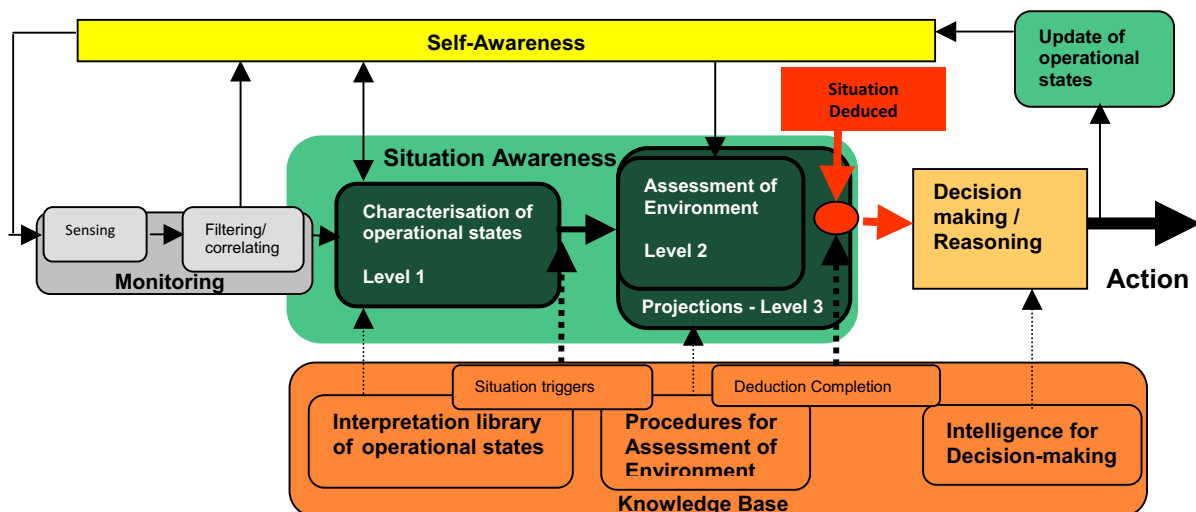 Self-Awareness
Update of
operational
states
Situation
Deduced
Situation Awareness
Sensing
Filtering/
correlating
Monitoring
Characterisation of
operational states
Level 1
Assessment of
Environment
Level 2
Projections - Level 3
Decision
making /
Reasoning
Action
Situation triggers
Deduction Completion
Interpretation library
of operational states
Procedures for
Assessment of
Environment
Intelligence for
Decision-making
Knowledge Base